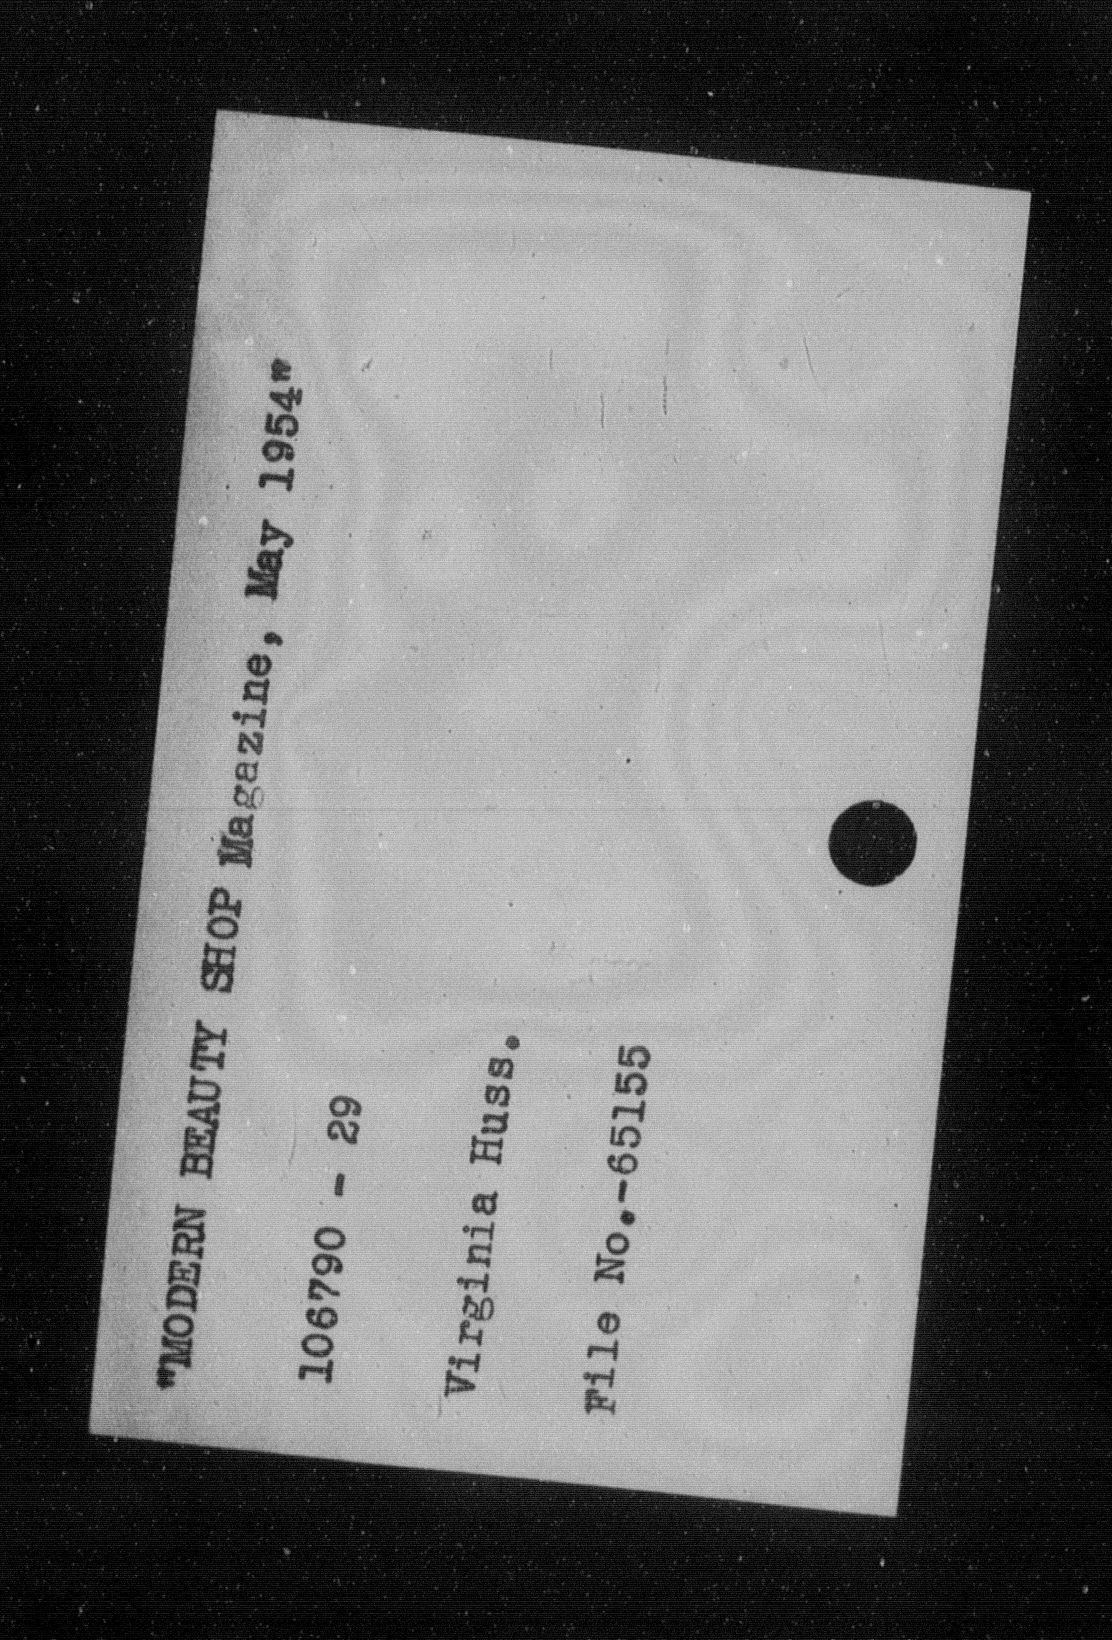 "MODERN BEAUTY SHOP Magazine, May 1954"
106790 - 29
Virginia Huss.
File No.-65155